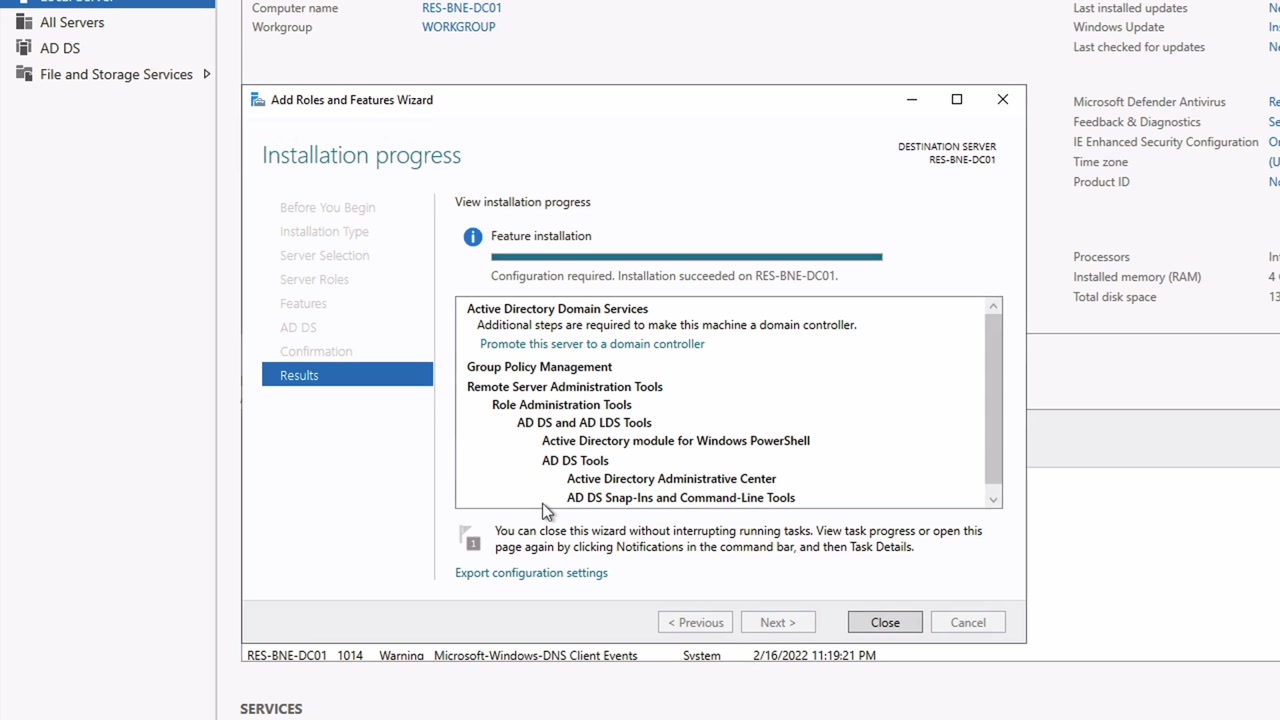 Computer name RES-BNE-DC01
Workgroup WORKGROUP
Last installed updates
Windows Update
Last checked for updates
Microsoft Defender Antivirus
Feedback & Diagnostics
IE Enhanced Security Configuration
Time zone
Product ID
Processors
Installed memory (RAM)
Total disk space
All Servers
AD DS
File and Storage Services
Add Roles and Features Wizard
Installation progress
DESTINATION SERVER
RES-BNE-DC01
Before You Begin
Installation Type
Server Selection
Server Roles
Features
AD DS
Confirmation
Results
View installation progress
Feature installation
Configuration required. Installation succeeded on RES-BNE-DC01.
Active Directory Domain Services
Additional steps are required to make this machine a domain controller.
Promote this server to a domain controller
Group Policy Management
Remote Server Administration Tools
Role Administration Tools
AD DS and AD LDS Tools
Active Directory module for Windows PowerShell
AD DS Tools
Active Directory Administrative Center
AD DS Snap-Ins and Command-Line Tools
1
You can close this wizard without interrupting running tasks. View task progress or open this
page again by clicking Notifications in the command bar, and then Task Details.
Export configuration settings
< Previous Next > Close Cancel
RES-BNE-DC01 1014 Warning Microsoft-Windows-DNS Client Events System 2/16/2022 11:19:21 PM
SERVICES